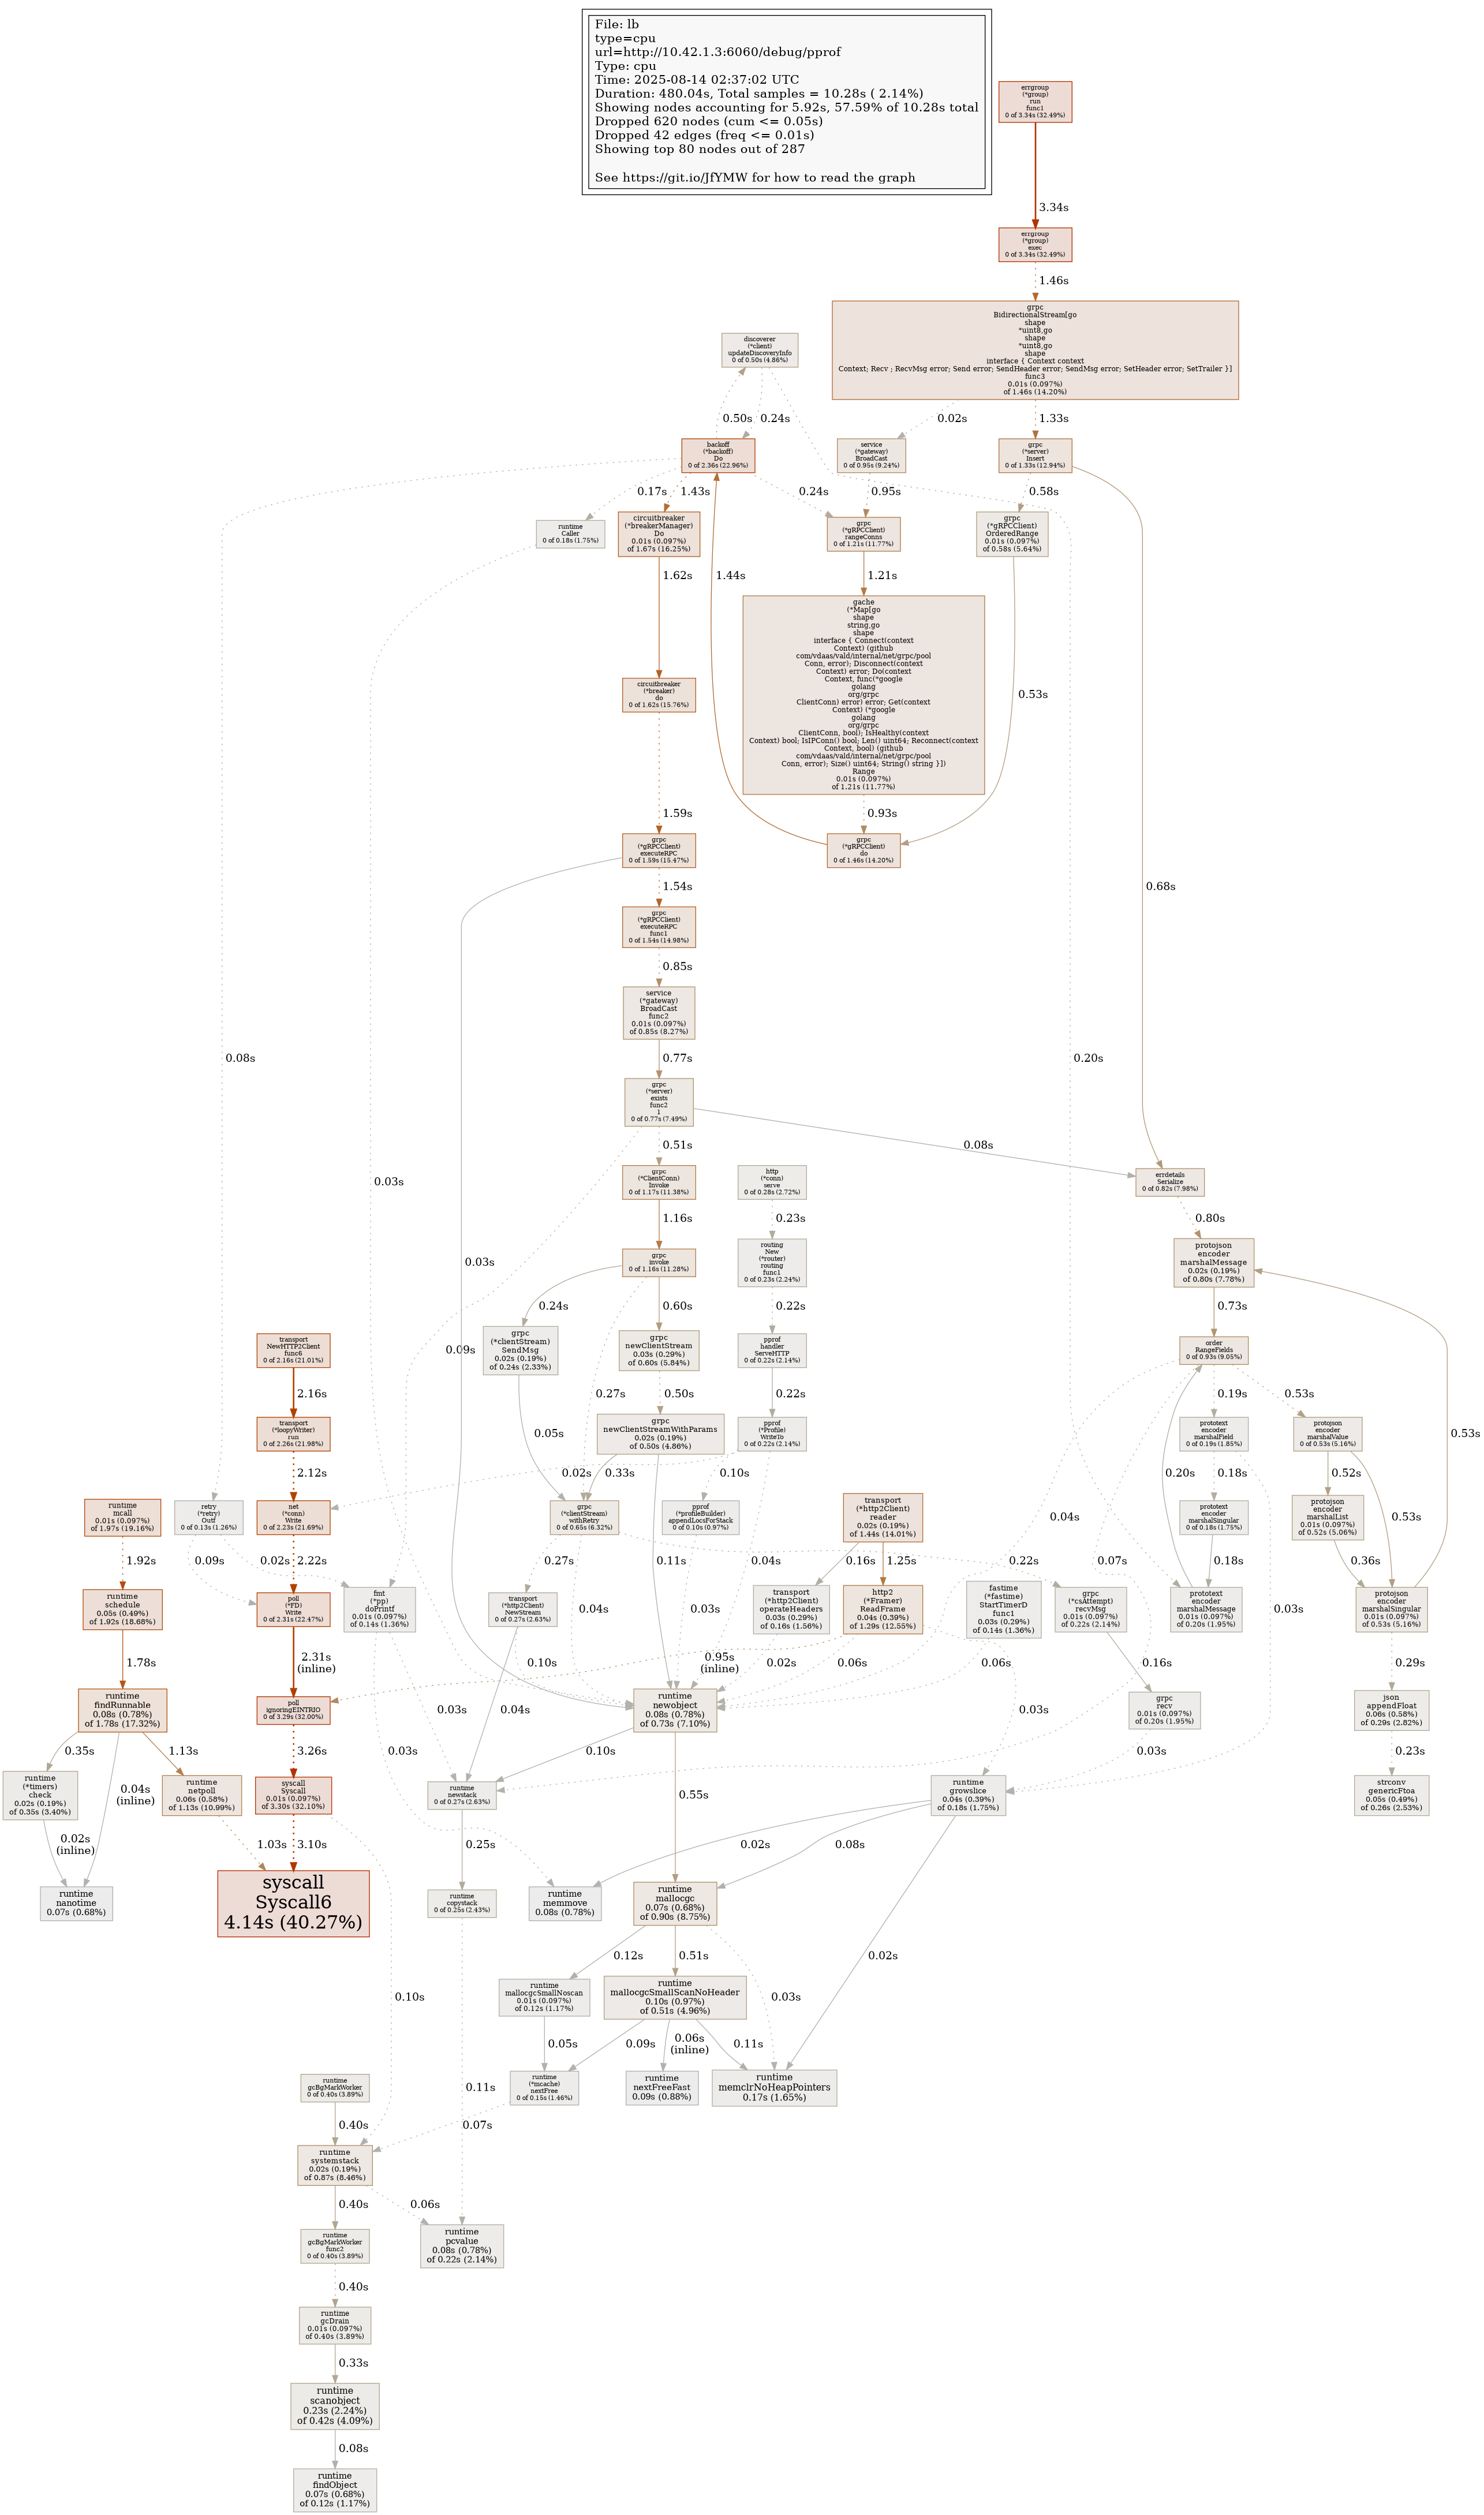 File: lb
type=cpu
url=http://10.42.1.3:6060/debug/pprof
Type: cpu
Time: 2025-08-14 02:37:02 UTC
Duration: 480.04s, Total samples = 10.28s ( 2.14%)
Showing nodes accounting for 5.92s, 57.59% of 10.28s total
Dropped 620 nodes (cum <= 0.05s)
Dropped 42 edges (freq <= 0.01s)
Showing top 80 nodes out of 287
See https://git.io/JfYMW for how to read the graph
errgroup
(*group)
run
func1
0 of 3.34s (32.49%)
3.34s
errgroup
(*group)
exec
0 of 3.34s (32.49%)
1.46s
grpc
BidirectionalStream[go
shape
*uint8,go
shape
*uint8,go
shape
interface { Context context
Context; Recv ; RecvMsg error; Send error; SendHeader error; SendMsg error; SetHeader error; SetTrailer }]
func3
0.01s (0.097%)
of 1.46s (14.20%)
discoverer
(*client)
updateDiscoveryInfo
0 of 0.50s (4.86%)
0.50s
0.24s
0.02s
1.33s
backoff
(*backoff)
Do
0 of 2.36s (22.96%)
service
(*gateway)
BroadCast
0 of 0.95s (9.24%)
grpc
(*server)
Insert
0 of 1.33s (12.94%)
0.17s
1.43s
0.24s
0.95s
0.58s
runtime
Caller
0 of 0.18s (1.75%)
circuitbreaker
(*breakerManager)
Do
0.01s (0.097%)
of 1.67s (16.25%)
grpc
(*gRPCClient)
rangeConns
0 of 1.21s (11.77%)
grpc
(*gRPCClient)
OrderedRange
0.01s (0.097%)
of 0.58s (5.64%)
1.62s
1.44s
1.21s
gache
(*Map[go
shape
string,go
shape
interface { Connect(context
Context) (github
com/vdaas/vald/internal/net/grpc/pool
Conn, error); Disconnect(context
Context) error; Do(context
Context, func(*google
golang
org/grpc
ClientConn) error) error; Get(context
Context) (*google
golang
org/grpc
ClientConn, bool); IsHealthy(context
Context) bool; IsIPConn() bool; Len() uint64; Reconnect(context
Context, bool) (github
com/vdaas/vald/internal/net/grpc/pool
Conn, error); Size() uint64; String() string }])
Range
0.01s (0.097%)
of 1.21s (11.77%)
circuitbreaker
(*breaker)
do
0 of 1.62s (15.76%)
0.53s
1.59s
0.93s
grpc
(*gRPCClient)
executeRPC
0 of 1.59s (15.47%)
grpc
(*gRPCClient)
do
0 of 1.46s (14.20%)
0.68s
1.54s
grpc
(*gRPCClient)
executeRPC
func1
0 of 1.54s (14.98%)
0.85s
service
(*gateway)
BroadCast
func2
0.01s (0.097%)
of 0.85s (8.27%)
0.08s
0.77s
0.20s
grpc
(*server)
exists
func2
1
0 of 0.77s (7.49%)
0.08s
0.51s
0.03s
grpc
(*ClientConn)
Invoke
0 of 1.17s (11.38%)
http
(*conn)
serve
0 of 0.28s (2.72%)
errdetails
Serialize
0 of 0.82s (7.98%)
1.16s
0.23s
0.80s
0.03s
grpc
invoke
0 of 1.16s (11.28%)
routing
New
(*router)
routing
func1
0 of 0.23s (2.24%)
protojson
encoder
marshalMessage
0.02s (0.19%)
of 0.80s (7.78%)
0.24s
0.60s
0.22s
0.73s
transport
NewHTTP2Client
func6
0 of 2.16s (21.01%)
0.09s
grpc
(*clientStream)
SendMsg
0.02s (0.19%)
of 0.24s (2.33%)
0.27s
grpc
newClientStream
0.03s (0.29%)
of 0.60s (5.84%)
pprof
handler
ServeHTTP
0 of 0.22s (2.14%)
order
RangeFields
0 of 0.93s (9.05%)
2.16s
0.50s
0.22s
0.19s
0.53s
transport
(*loopyWriter)
run
0 of 2.26s (21.98%)
0.05s
grpc
newClientStreamWithParams
0.02s (0.19%)
of 0.50s (4.86%)
pprof
(*Profile)
WriteTo
0 of 0.22s (2.14%)
prototext
encoder
marshalField
0 of 0.19s (1.85%)
protojson
encoder
marshalValue
0 of 0.53s (5.16%)
0.53s
2.12s
0.02s
0.33s
0.10s
0.20s
0.18s
0.52s
runtime
mcall
0.01s (0.097%)
of 1.97s (19.16%)
retry
(*retry)
Outf
0 of 0.13s (1.26%)
net
(*conn)
Write
0 of 2.23s (21.69%)
grpc
(*clientStream)
withRetry
0 of 0.65s (6.32%)
pprof
(*profileBuilder)
appendLocsForStack
0 of 0.10s (0.97%)
transport
(*http2Client)
reader
0.02s (0.19%)
of 1.44s (14.01%)
0.04s
prototext
encoder
marshalSingular
0 of 0.18s (1.75%)
protojson
encoder
marshalList
0.01s (0.097%)
of 0.52s (5.06%)
0.53s
1.92s
0.09s
0.02s
2.22s
0.27s
0.11s
0.04s
0.16s
1.25s
0.22s
0.07s
0.18s
0.36s
runtime
schedule
0.05s (0.49%)
of 1.92s (18.68%)
poll
(*FD)
Write
0 of 2.31s (22.47%)
fmt
(*pp)
doPrintf
0.01s (0.097%)
of 0.14s (1.36%)
transport
(*http2Client)
NewStream
0 of 0.27s (2.63%)
0.04s
0.03s
transport
(*http2Client)
operateHeaders
0.03s (0.29%)
of 0.16s (1.56%)
http2
(*Framer)
ReadFrame
0.04s (0.39%)
of 1.29s (12.55%)
fastime
(*fastime)
StartTimerD
func1
0.03s (0.29%)
of 0.14s (1.36%)
grpc
(*csAttempt)
recvMsg
0.01s (0.097%)
of 0.22s (2.14%)
prototext
encoder
marshalMessage
0.01s (0.097%)
of 0.20s (1.95%)
0.03s
protojson
encoder
marshalSingular
0.01s (0.097%)
of 0.53s (5.16%)
1.78s
2.31s
(inline)
0.10s
0.95s
(inline)
0.02s
0.06s
0.06s
0.16s
0.29s
runtime
findRunnable
0.08s (0.78%)
of 1.78s (17.32%)
poll
ignoringEINTRIO
0 of 3.29s (32.00%)
0.03s
0.04s
runtime
newobject
0.08s (0.78%)
of 0.73s (7.10%)
0.03s
grpc
recv
0.01s (0.097%)
of 0.20s (1.95%)
json
appendFloat
0.06s (0.58%)
of 0.29s (2.82%)
0.35s
1.13s
3.26s
0.03s
0.10s
0.03s
0.23s
runtime
(*timers)
check
0.02s (0.19%)
of 0.35s (3.40%)
0.04s
(inline)
runtime
netpoll
0.06s (0.58%)
of 1.13s (10.99%)
syscall
Syscall
0.01s (0.097%)
of 3.30s (32.10%)
runtime
newstack
0 of 0.27s (2.63%)
0.55s
runtime
growslice
0.04s (0.39%)
of 0.18s (1.75%)
strconv
genericFtoa
0.05s (0.49%)
of 0.26s (2.53%)
0.02s
(inline)
1.03s
3.10s
0.25s
0.02s
0.08s
runtime
nanotime
0.07s (0.68%)
syscall
Syscall6
4.14s (40.27%)
runtime
copystack
0 of 0.25s (2.43%)
runtime
memmove
0.08s (0.78%)
runtime
mallocgc
0.07s (0.68%)
of 0.90s (8.75%)
0.12s
0.51s
0.02s
0.10s
runtime
mallocgcSmallNoscan
0.01s (0.097%)
of 0.12s (1.17%)
runtime
mallocgcSmallScanNoHeader
0.10s (0.97%)
of 0.51s (4.96%)
0.03s
0.05s
0.09s
0.06s
(inline)
0.11s
runtime
gcBgMarkWorker
0 of 0.40s (3.89%)
0.11s
runtime
(*mcache)
nextFree
0 of 0.15s (1.46%)
runtime
nextFreeFast
0.09s (0.88%)
runtime
memclrNoHeapPointers
0.17s (1.65%)
0.40s
0.07s
runtime
systemstack
0.02s (0.19%)
of 0.87s (8.46%)
0.40s
0.06s
runtime
gcBgMarkWorker
func2
0 of 0.40s (3.89%)
runtime
pcvalue
0.08s (0.78%)
of 0.22s (2.14%)
0.40s
runtime
gcDrain
0.01s (0.097%)
of 0.40s (3.89%)
0.33s
runtime
scanobject
0.23s (2.24%)
of 0.42s (4.09%)
0.08s
runtime
findObject
0.07s (0.68%)
of 0.12s (1.17%)